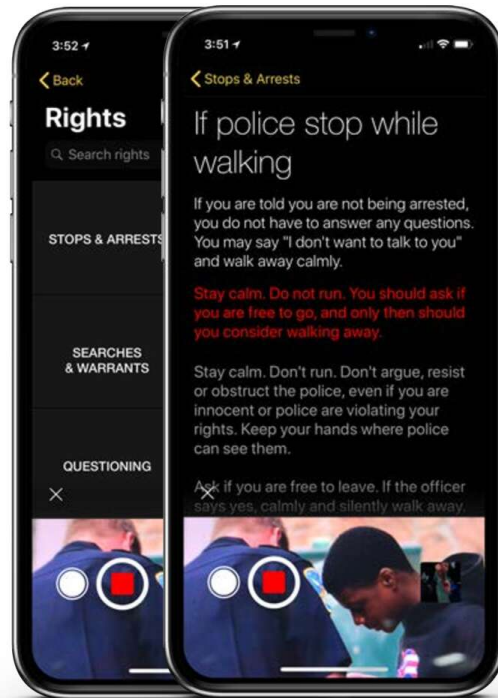 3:52
Back
Rights
Search rights
STOPS & ARRESTS
SEARCHES
& WARRANTS
QUESTIONING
3:51
Stops & Arrests
If police stop while
walking
If you are told you are not being arrested,
you do not have to answer any questions.
You may say "I don't want to talk to you"
and walk away calmly.
Stay calm. Do not run. You should ask if
you are free to go, and only then should
you consider walking away.
Stay calm. Don't run. Don't argue, resist
or obstruct the police, even if you are
innocent or police are violating your
rights. Keep your hands where police
can see them.
Ask if you are free to leave. If the officer
says yes, calmly and silently walk away.